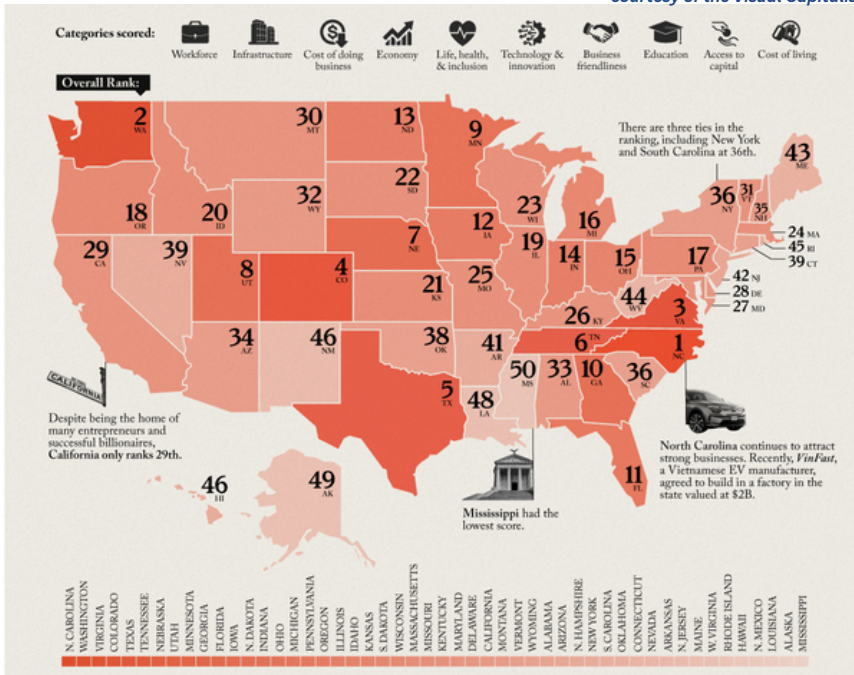 courtesy of the Visual Capitalis
Categories scored:
Workforce
Infrastructure
Cost of doing
business
Economy
Life, health,
& inclusion
Technology &
innovation
Business
friendliness
Education
Access to
capital
Cost of living
Overall Rank:
There are three ties in the
ranking, including New York
and South Carolina at 36th.
2
WA
30
MT
13
ND
9
MN
43
ME
18
OR
20
ID
32
WY
22
SD
23
WI
16
MI
36
NY
31
VT
35
NH
24 MA
45 RI
39 CT
29
CA
39
NV
8
UT
4
CO
7
NE
12
IA
19
IL
14
IN
15
OH
17
PA
42 NJ
28 DE
27 MD
21
KS
25
MO
26 KY
44
WV
3
VA
34
AZ
46
NM
38
OK
41
AR
6 TN
1
NC
5
TX
48
LA
50
MS
33
AL
10
GA
36
SC
11
FL
46
HI
49
AK
CALIFORNIA
Despite being the home of
many entrepreneurs and
successful billionaires,
California only ranks 29th.
Mississippi had the
lowest score.
North Carolina continues to attract
strong businesses. Recently, VinFast,
a Vietnamese EV manufacturer,
agreed to build in a factory in the
state valued at $2B.
N. CAROLINA
WASHINGTON
VIRGINIA
COLORADO
TEXAS
TENNESSEE
NEBRASKA
UTAH
MINNESOTA
GEORGIA
FLORIDA
IOWA
N. DAKOTA
INDIANA
OHIO
MICHIGAN
PENNSYLVANIA
OREGON
ILLINOIS
IDAHO
KANSAS
S. DAKOTA
WISCONSIN
MASSACHUSETTS
MISSOURI
KENTUCKY
MARYLAND
DELAWARE
CALIFORNIA
MONTANA
VERMONT
WYOMING
ALABAMA
ARIZONA
N. HAMPSHIRE
NEW YORK
S. CAROLINA
OKLAHOMA
CONNECTICUT
NEVADA
ARKANSAS
N. JERSEY
MAINE
W. VIRGINIA
RHODE ISLAND
HAWAII
N. MEXICO
LOUISIANA
ALASKA
MISSISSIPPI